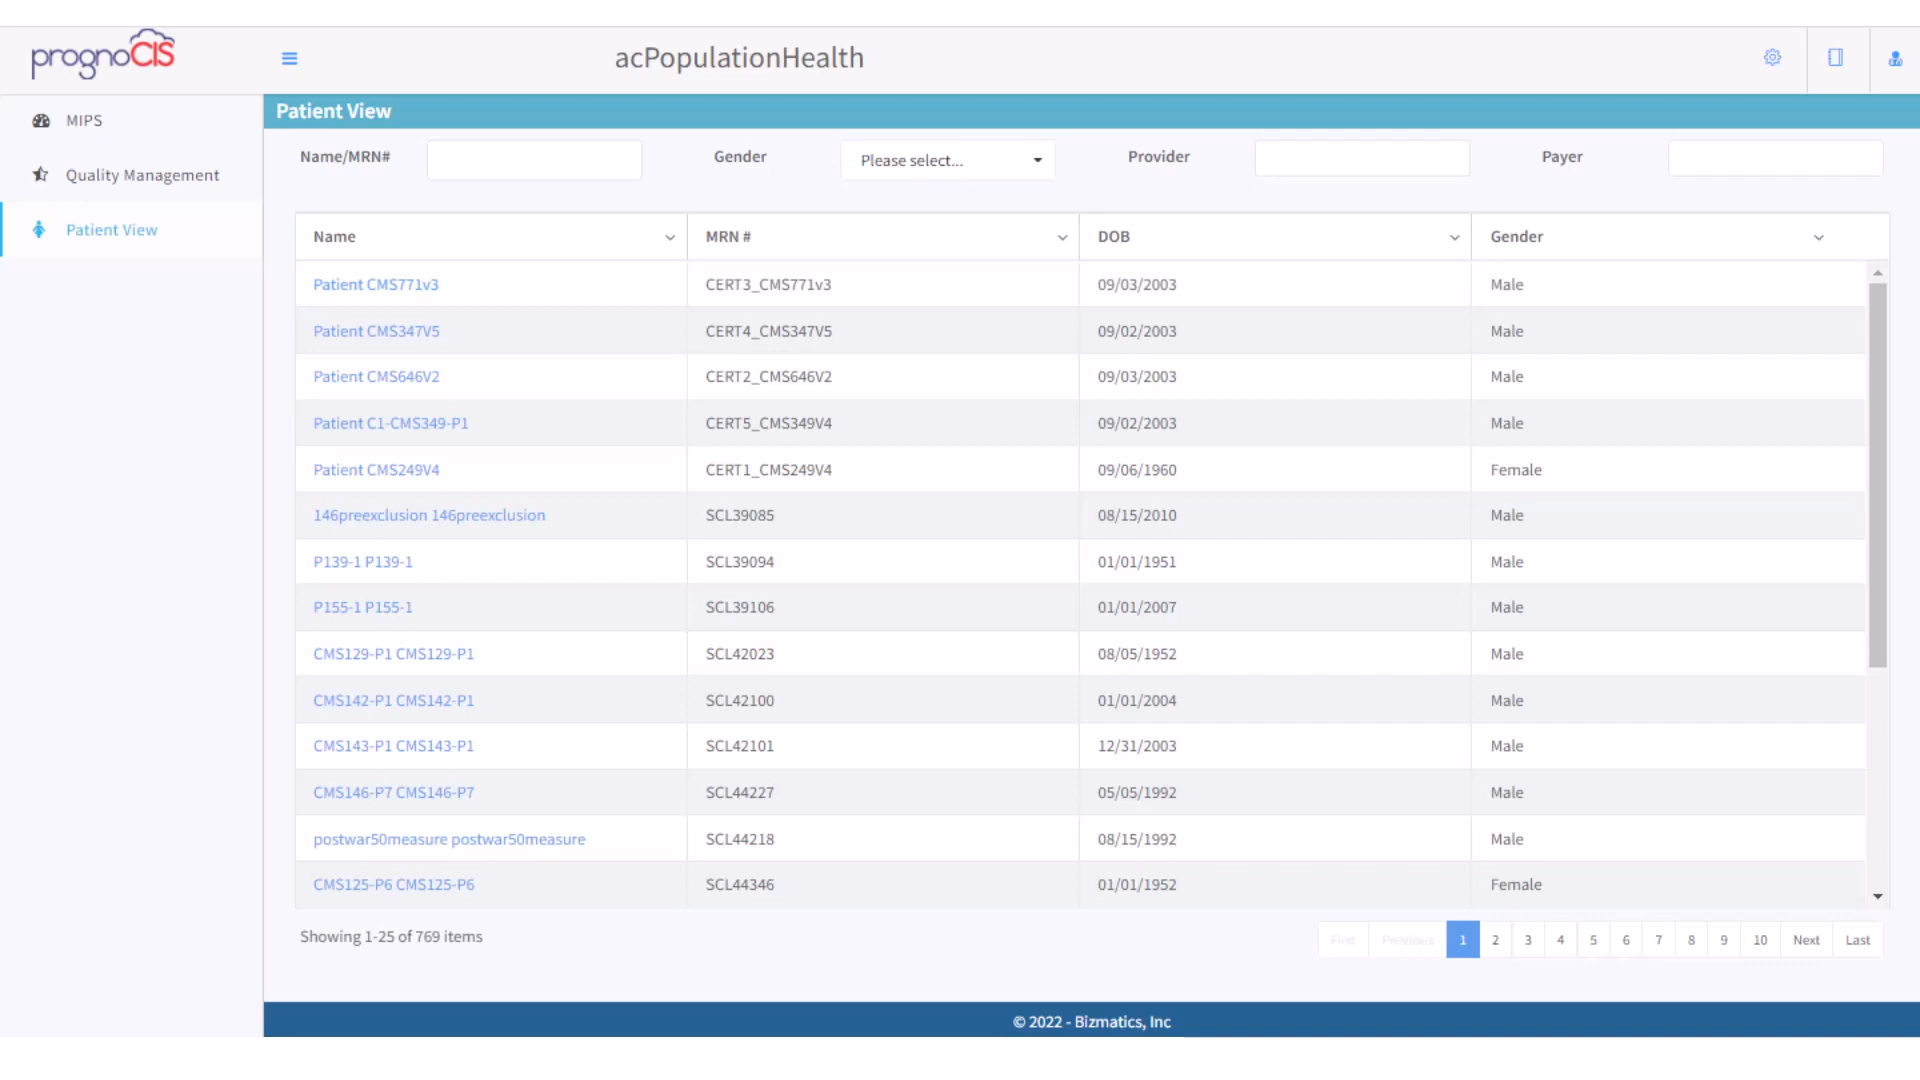 prognoCIS
acPopulationHealth
MIPS
Quality Management
Patient View
Patient View
Name/MRN#
Gender
Please select...
Provider
Payer
Name MRN # DOB Gender
Patient CMS771v3 CERT3_CMS771v3 09/03/2003 Male
Patient CMS347V5 CERT4_CMS347V5 09/02/2003 Male
Patient CMS646V2 CERT2_CMS646V2 09/03/2003 Male
Patient C1-CMS349-P1 CERT5_CMS349V4 09/02/2003 Male
Patient CMS249V4 CERT1_CMS249V4 09/06/1960 Female
146preexclusion 146preexclusion SCL39085 08/15/2010 Male
P139-1 P139-1 SCL39094 01/01/1951 Male
P155-1 P155-1 SCL39106 01/01/2007 Male
CMS129-P1 CMS129-P1 SCL42023 08/05/1952 Male
CMS142-P1 CMS142-P1 SCL42100 01/01/2004 Male
CMS143-P1 CMS143-P1 SCL42101 12/31/2003 Male
CMS146-P7 CMS146-P7 SCL44227 05/05/1992 Male
postwar50measure postwar50measure SCL44218 08/15/1992 Male
CMS125-P6 CMS125-P6 SCL44346 01/01/1952 Female
Showing 1-25 of 769 items
First Previous 1 2 3 4 5 6 7 8 9 10 Next Last
© 2022 - Bizmatics, Inc